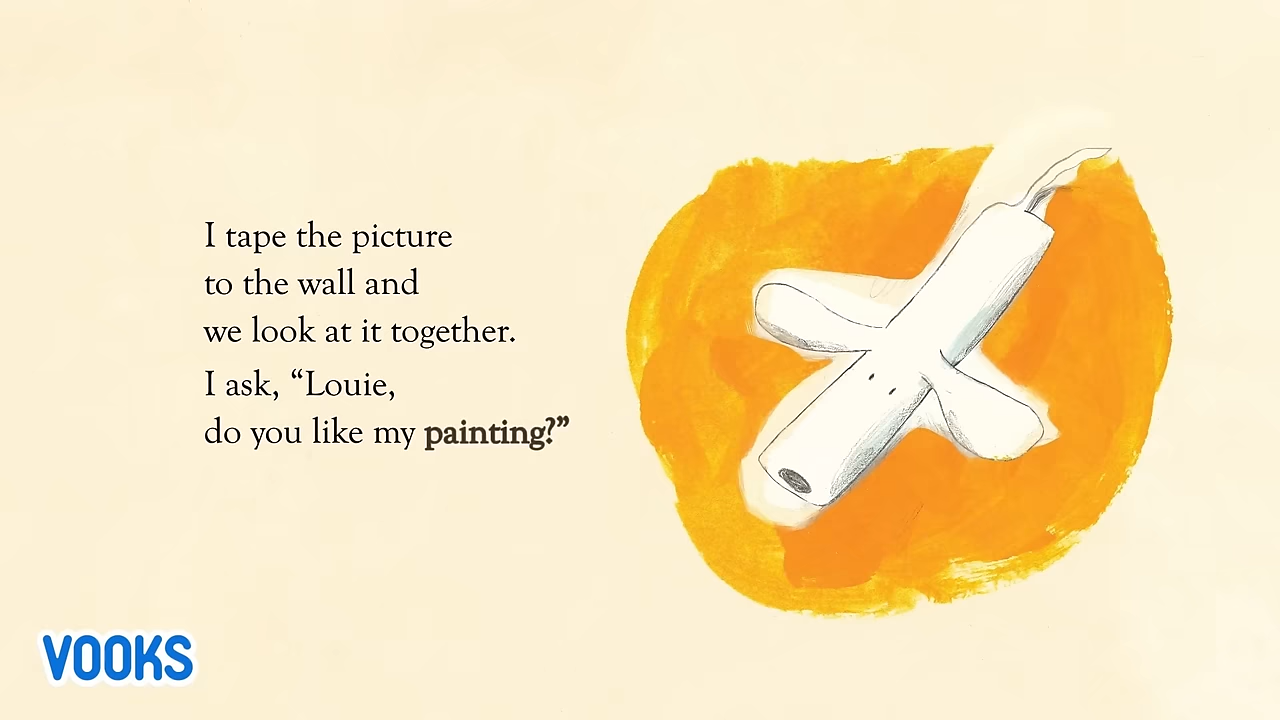 I tape the picture
to the wall and
we look at it together.
I ask, “Louie,
do you like my painting?”
VOOKS